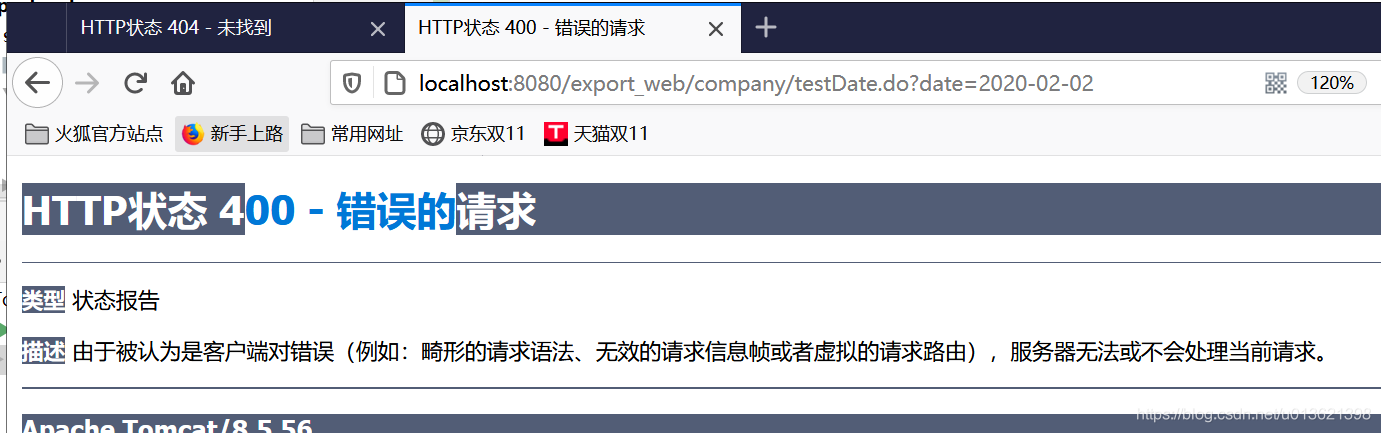 HTTP状态 404 - 未找到
HTTP状态 400 - 错误的请求
localhost:8080/export_web/company/testDate.do?date=2020-02-02
120%
火狐官方站点 新手上路 常用网址 京东双11 天猫双11
HTTP状态 400 - 错误的请求
类型 状态报告
描述 由于被认为是客户端对错误（例如：畸形的请求语法、无效的请求信息帧或者虚拟的请求路由），服务器无法或不会处理当前请求。
Apache Tomcat/8.5.56
https://blog.csdn.net/u013621398